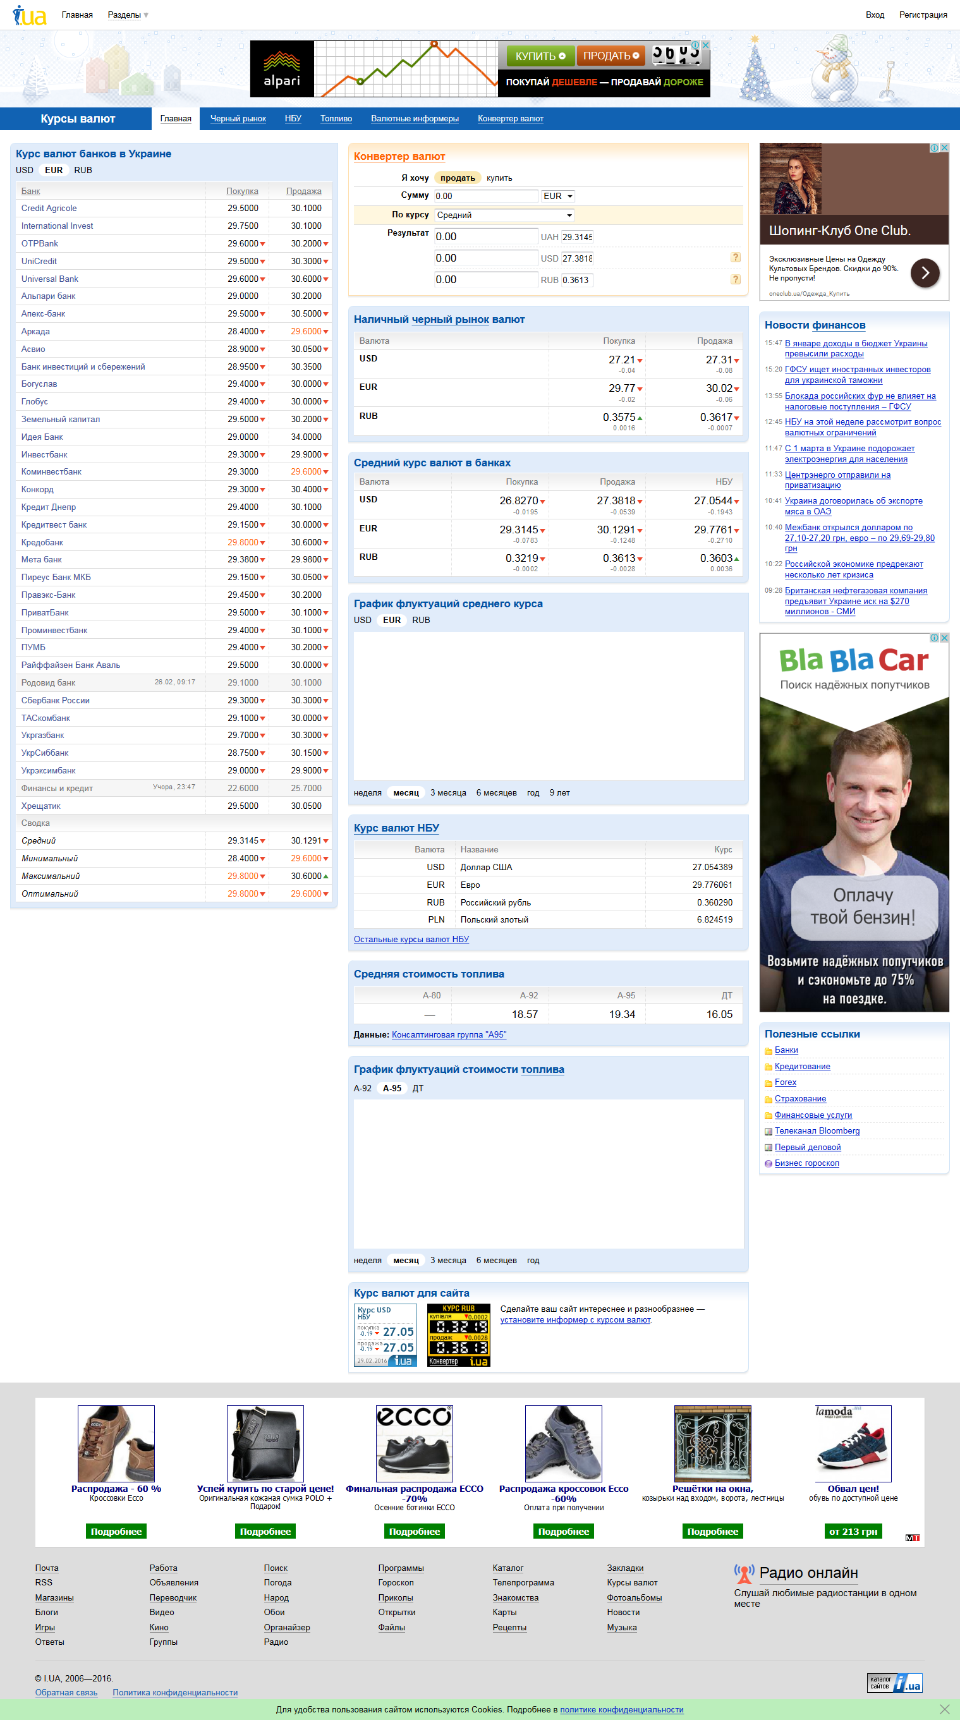 i.ua
Главная Разделы
Вход Регистрация
alpari
КУПИТЬ ПРОДАТЬ
ПОКУПАЙ ДЕШЕВЛЕ — ПРОДАВАЙ ДОРОЖЕ
Курсы валют
Главная Черный рынок НБУ Топливо Валютные информеры Конвертер валют
Курс валют банков в Украине
USD EUR RUB
Банк Покупка Продажа
Credit Agricole 29.5000 30.1000
International Invest 29.7500 30.1000
OTPBank 29.6000 30.2000
UniCredit 29.5000 30.3000
Universal Bank 29.6000 30.6000
Альпари банк 29.0000 30.2000
Апекс-банк 29.5000 30.5000
Аркада 28.4000 29.6000
Асвио 28.9000 30.0500
Банк инвестиций и сбережений 28.9500 30.3500
Богуслав 29.4000 30.0000
Глобус 29.4000 30.0000
Земельный капитал 29.5000 30.2000
Идея Банк 29.0000 34.0000
Инвестбанк 29.3000 29.9000
Коминвестбанк 29.3000 29.6000
Конкорд 29.3000 30.4000
Кредит Днепр 29.4000 30.1000
Кредитвест банк 29.1500 30.0000
Кредобанк 29.8000 30.6000
Мета банк 29.3800 29.9800
Пиреус Банк МКБ 29.1500 30.0500
Правэкс-Банк 29.4500 30.2000
ПриватБанк 29.5000 30.1000
Проминвестбанк 29.4000 30.1000
ПУМБ 29.4000 30.2000
Райффайзен Банк Аваль 29.5000 30.0000
Родовид банк 26.02, 09:17 29.1000 30.1000
Сбербанк России 29.3000 30.3000
ТАСкомбанк 29.1000 30.0000
Укргазбанк 29.7000 30.3000
УкрСиббанк 28.7500 30.1500
Укрэксимбанк 29.0000 29.9000
Финансы и кредит Учора, 23:47 22.6000 25.7000
Хрещатик 29.5000 30.0500
Сводка
Средний 29.3145 30.1291
Минимальный 28.4000 29.6000
Максимальный 29.8000 30.6000
Оптимальный 29.8000 29.6000
Конвертер валют
Я хочу продать купить
Сумму 0.00 EUR
По курсу Средний
Результат 0.00 UAH 29.3145
0.00 USD 27.3818 ?
0.00 RUB 0.3613 ?
Наличный черный рынок валют
Валюта Покупка Продажа
USD 27.21 27.31
-0.04 -0.08
EUR 29.77 30.02
-0.02 -0.06
RUB 0.3575 0.3617
0.0016 -0.0007
Средний курс валют в банках
Валюта Покупка Продажа НБУ
USD 26.8270 27.3818 27.0544
-0.0195 -0.0539 -0.1943
EUR 29.3145 30.1291 29.7761
-0.0783 -0.1248 -0.2710
RUB 0.3219 0.3613 0.3603
-0.0002 -0.0028 0.0036
График флуктуаций среднего курса
USD EUR RUB
неделя месяц 3 месяца 6 месяцев год 9 лет
Курс валют НБУ
Валюта Название Курс
USD Доллар США 27.054389
EUR Евро 29.776061
RUB Российский рубль 0.360290
PLN Польский злотый 6.824519
Остальные курсы валют НБУ
Средняя стоимость топлива
А-80 А-92 А-95 ДТ
— 18.57 19.34 16.05
Данные: Консалтинговая группа "А95"
График флуктуаций стоимости топлива
А-92 А-95 ДТ
неделя месяц 3 месяца 6 месяцев год
Курс валют для сайта
Курс USD
НБУ
покупка
-0.19 27.05
продажа
-0.19 27.05
29.02.2016 i.ua
КУРС RUB
купівля 0.0002
0.3219
продаж 0.0028
0.3613
Конвертер i.ua
Сделайте ваш сайт интереснее и разнообразнее —
установите информер с курсом валют.
Шопинг-Клуб One Club.
Эксклюзивные Цены на Одежду
Культовых Брендов. Скидки до 90%.
Не пропусти!
oneclub.ua/Одежда_Купить
Новости финансов
15:47 В январе доходы в бюджет Украины
превысили расходы
15:20 ГФСУ ищет иностранных инвесторов
для украинской таможни
13:55 Блокада российских фур не влияет на
налоговые поступления – ГФСУ
12:45 НБУ на этой неделе рассмотрит вопрос
валютных ограничений
11:47 С 1 марта в Украине подорожает
электроэнергия для населения
11:33 Центрэнерго отправили на
приватизацию
10:41 Украина договорилась об экспорте
мяса в ОАЭ
10:40 Межбанк открылся долларом по
27,10-27,20 грн, евро – по 29,69-29,80
грн
10:22 Российской экономике предрекают
несколько лет кризиса
09:26 Британская нефтегазовая компания
предъявит Украине иск на $270
миллионов - СМИ
Bla Bla Car
Поиск надёжных попутчиков
Оплачу
твой бензин!
Возьмите надёжных попутчиков
и сэкономьте до 75%
на поездке.
Полезные ссылки
Банки
Кредитование
Forex
Страхование
Финансовые услуги
Телеканал Bloomberg
Первый деловой
Бизнес гороскоп
ecco
lamoda
Распродажа - 60 %
Кроссовки Ecco
Подробнее
Успей купить по старой цене!
Оригинальная кожаная сумка POLO +
Подарок!
Подробнее
Финальная распродажа ECCO
-70%
Осенние ботинки ECCO
Подробнее
Распродажа кроссовок Ecco
-60%
Оплата при получении
Подробнее
Решётки на окна,
козырьки над входом, ворота, лестницы
Подробнее
Обвал цен!
обувь по доступной цене
от 213 грн
МТ
Почта Работа Поиск Программы Каталог Закладки
RSS Объявления Погода Гороскоп Телепрограмма Курсы валют
Магазины Переводчик Народ Приколы Знакомства Фотоальбомы
Блоги Видео Обои Открытки Карты Новости
Игры Кино Органайзер Файлы Рецепты Музыка
Ответы Группы Радио
Радио онлайн
Слушай любимые радиостанции в одном
месте
© I.UA, 2006—2016.
Обратная связь Политика конфиденциальности
каталог
сайтов i.ua
Для удобства пользования сайтом используются Cookies. Подробнее в политике конфиденциальности